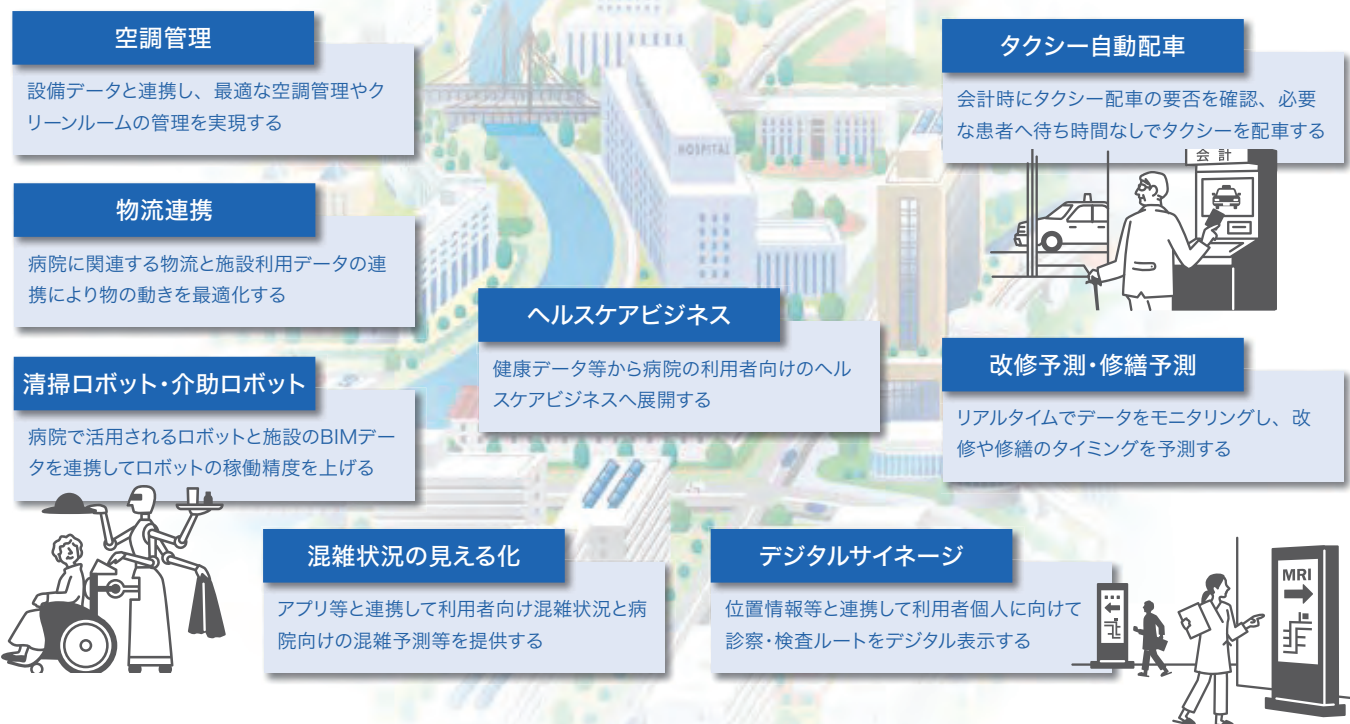 空調管理
設備データと連携し、最適な空調管理やク
リーンルームの管理を実現する
物流連携
病院に関連する物流と施設利用データの連
携により物の動きを最適化する
清掃ロボット・介助ロボット
病院で活用されるロボットと施設のBIMデー
タを連携してロボットの稼働精度を上げる
HOSPITAL
ヘルスケアビジネス
健康データ等から病院の利用者向けのヘル
スケアビジネスへ展開する
タクシー自動配車
会計時にタクシー配車の要否を確認、必要
な患者へ待ち時間なしでタクシーを配車する
会計
改修予測・修繕予測
リアルタイムでデータをモニタリングし、改
修や修繕のタイミングを予測する
混雑状況の見える化
アプリ等と連携して利用者向け混雑状況と病
院向けの混雑予測等を提供する
デジタルサイネージ
位置情報等と連携して利用者個人に向けて
診察・検査ルートをデジタル表示する
MRI